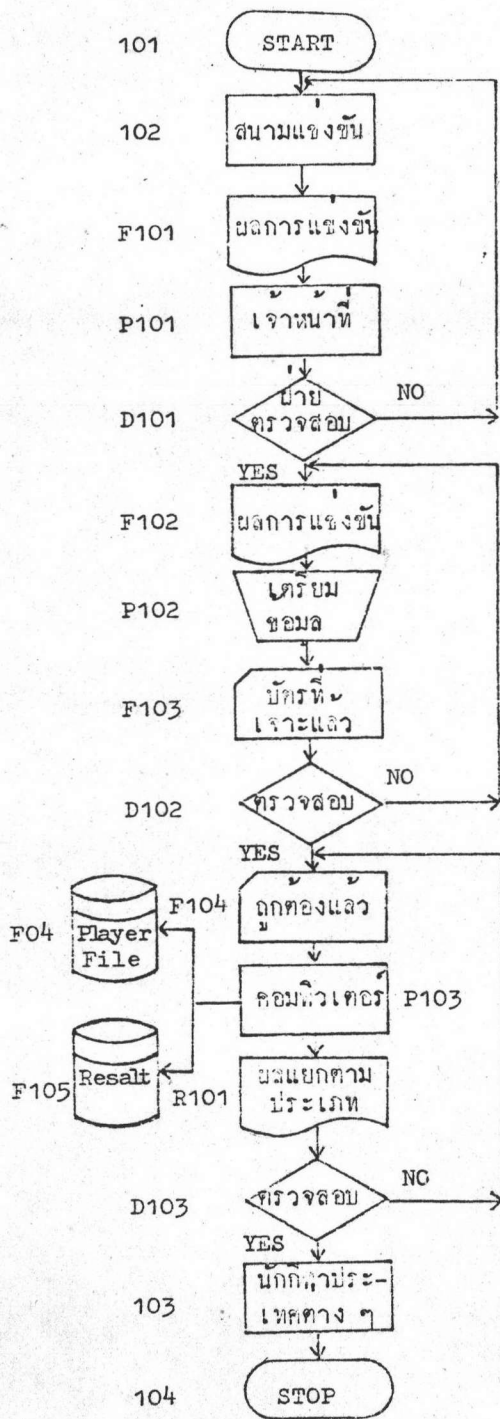 101 START
102 สนามแข่งขัน
F101 ผลการแข่งขัน
P101 เจ้าหน้าที่
D101 ฝ่าย
ตรวจสอบ NO
YES
F102 ผลการแข่งขัน
P102 เตรียม
ขอมูล
F103 บัตรที่
เจาะแล้ว
D102 ตรวจสอบ NO
YES
F104 ถูกต้องแล้ว
F04 Player
File
คอมพิวเตอร์ P103
F105 Resalt R101 ผลแยกตาม
ประเภท
D103 ตรวจสอบ NO
YES
103 นักกีฬาประ-
เทศตาง ๆ
104 STOP